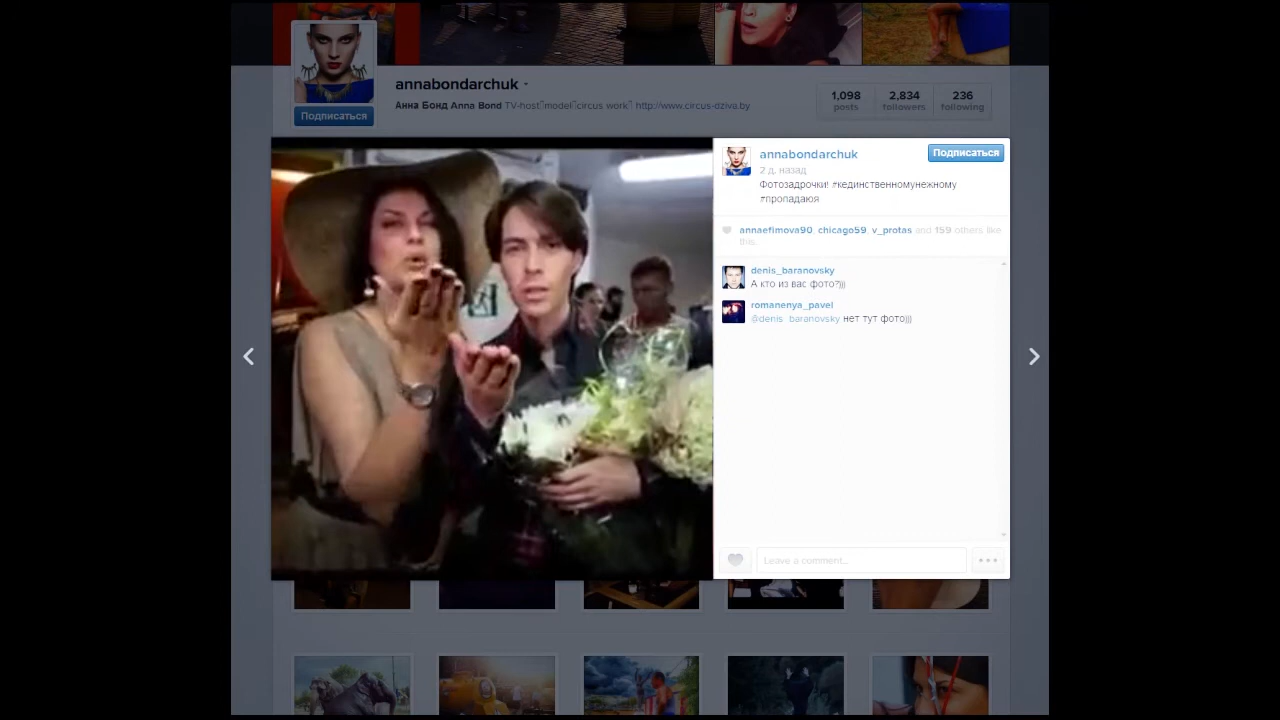 annabondarchuk
Анна Бонд Anna Bond TV-host model circus work http://www.circus-dziva.by
Подписаться
1,098 2,834 236
posts followers following
annabondarchuk
Подписаться
2 д. назад
Фотозадрочки! #кединственномунежному
#пропадаюя
annaefimova90, chicago59, v_protas and 159 others like
this.
denis_baranovsky
А кто из вас фото?)))
romanenya_pavel
@denis_baranovsky нет тут фото)))
Leave a comment...